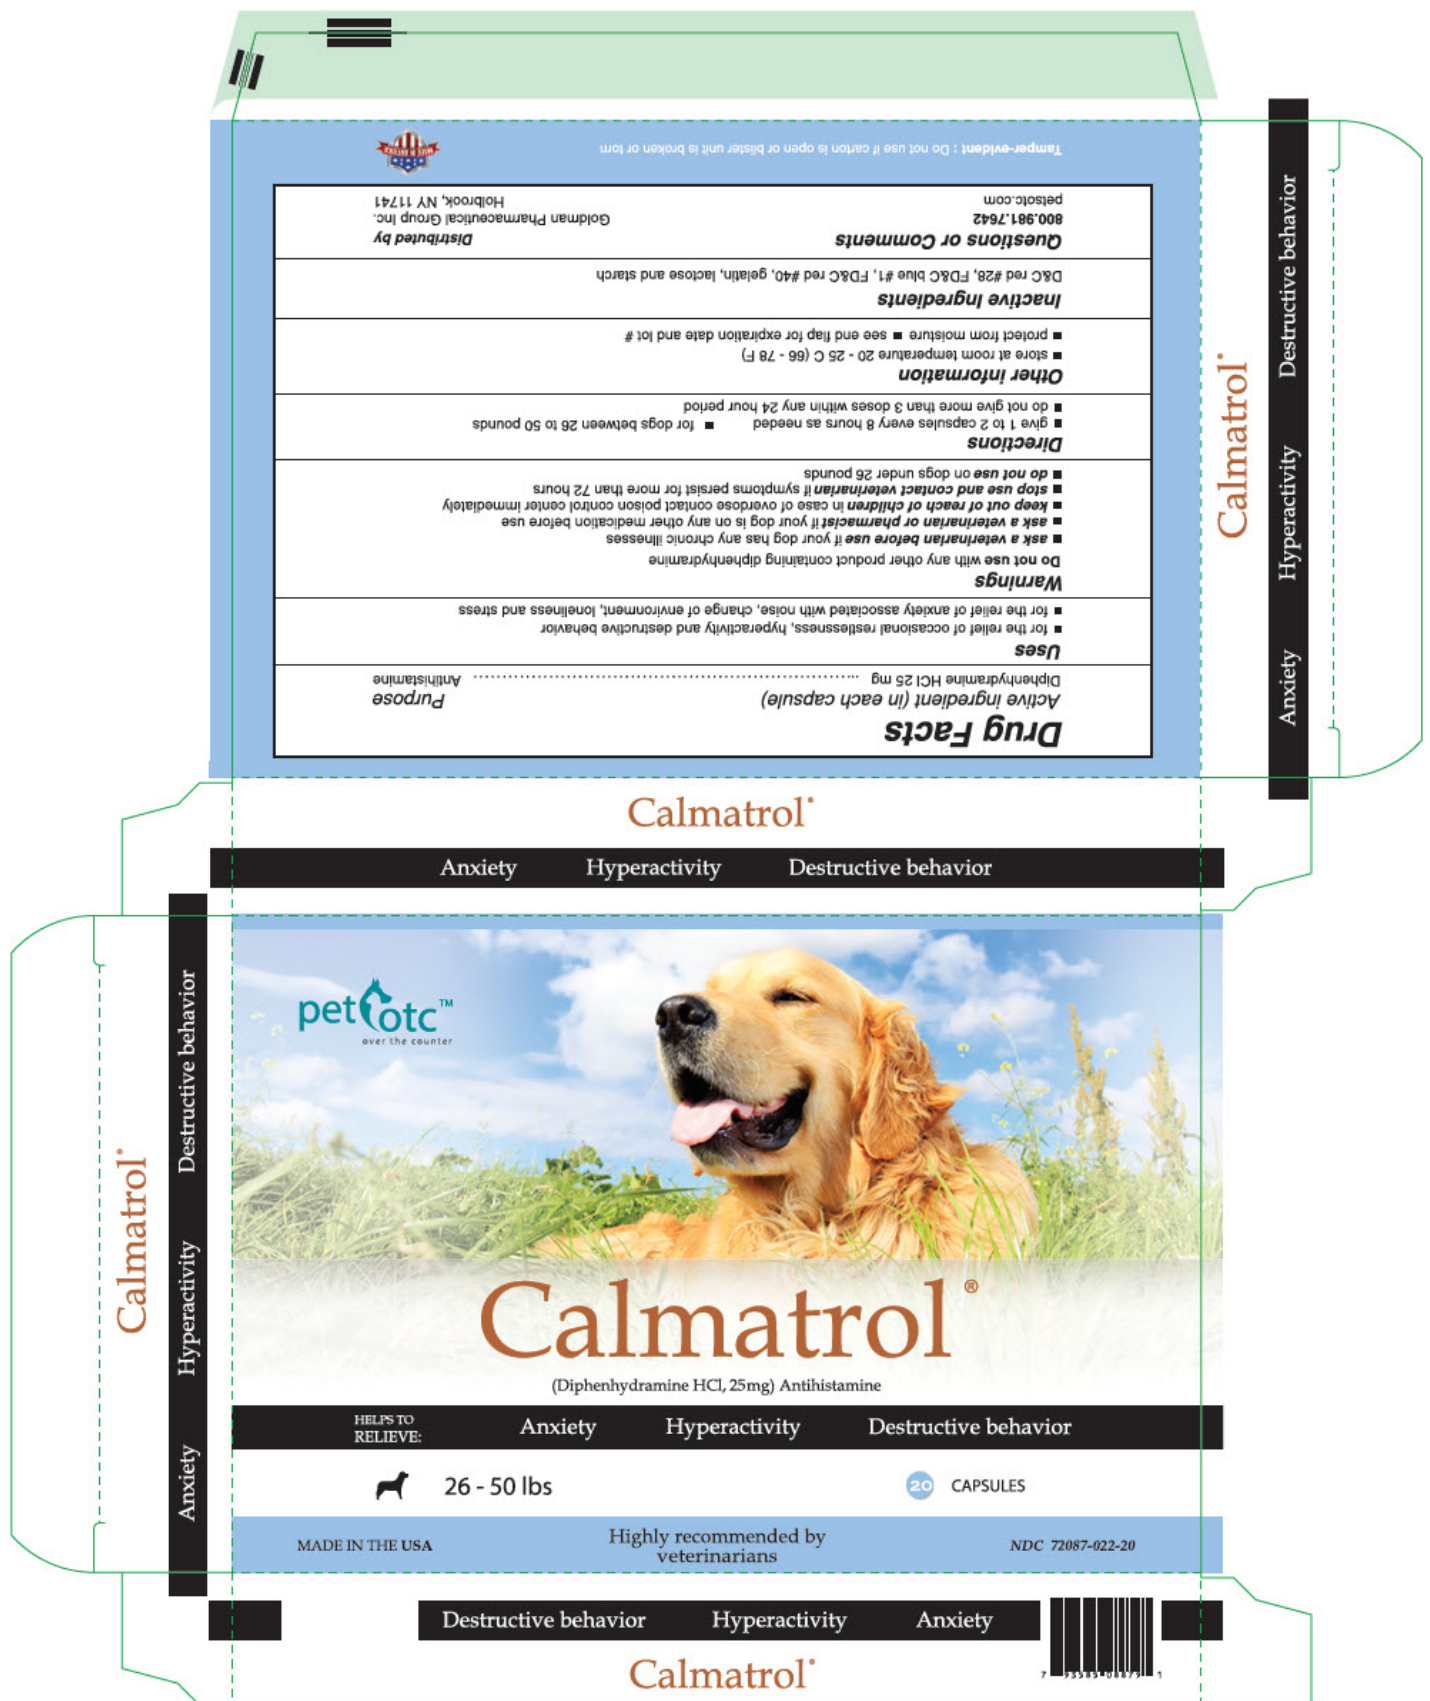 Drug Facts
Active ingredient (in each capsule) Purpose
Diphenhydramine HCl 25 mg ........................................................................ Antihistamine
Uses
■ for the relief of occasional restlessness, hyperactivity and destructive behavior
■ for the relief of anxiety associated with noise, change of environment, loneliness and stress
Warnings
Do not use with any other product containing diphenhydramine
■ ask a veterinarian before use if your dog has any chronic illnesses
■ ask a veterinarian or pharmacist if your dog is on any other medication before use
■ keep out of reach of children in case of overdose contact poison control center immediately
■ stop use and contact veterinarian if symptoms persist for more than 72 hours
■ do not use on dogs under 26 pounds
Directions
■ give 1 to 2 capsules every 8 hours as needed ■ for dogs between 26 to 50 pounds
■ do not give more than 3 doses within any 24 hour period
Other information
■ store at room temperature 20 - 25 C (66 - 78 F)
■ protect from moisture ■ see end flap for expiration date and lot #
Inactive Ingredients
D&C red #28, FD&C blue #1, FD&C red #40, gelatin, lactose and starch
Questions or Comments
800.981.7642
petsotc.com
Distributed by
Goldman Pharmaceutical Group Inc.
Holbrook, NY 11741
Tamper-evident : Do not use if carton is open or blister unit is broken or torn
MADE IN AMERICA
Calmatrol®
Anxiety Hyperactivity Destructive behavior
Calmatrol®
Anxiety Hyperactivity Destructive behavior
Calmatrol®
Anxiety Hyperactivity Destructive behavior
pet otc™
over the counter
Calmatrol®
(Diphenhydramine HCl, 25mg) Antihistamine
HELPS TO
RELIEVE:
Anxiety Hyperactivity Destructive behavior
26 - 50 lbs
20 CAPSULES
MADE IN THE USA
Highly recommended by
veterinarians
NDC 72087-022-20
Destructive behavior Hyperactivity Anxiety
Calmatrol®